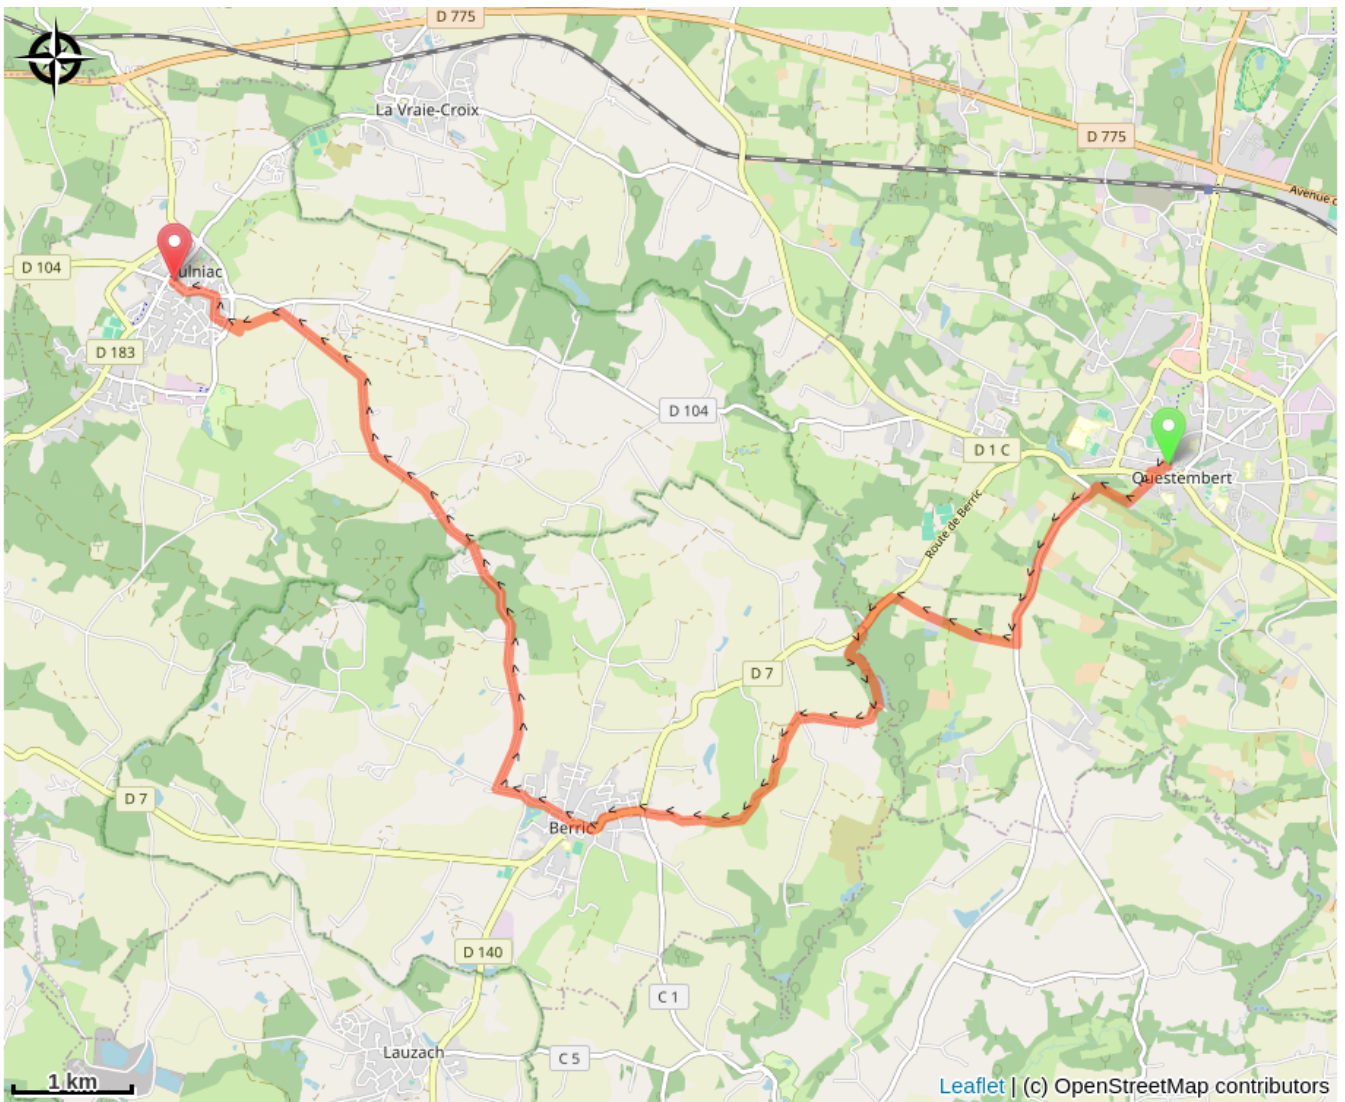 D 775
La Vraie-Croix
D 775
Avenue
D 104
ulniac
D 183
D 104
D 1 C
Questembert
Route de Berric
D 7
D 7
Berric
D 140
C 1
Lauzach
C 5
1 km
Leaflet | (c) OpenStreetMap contributors